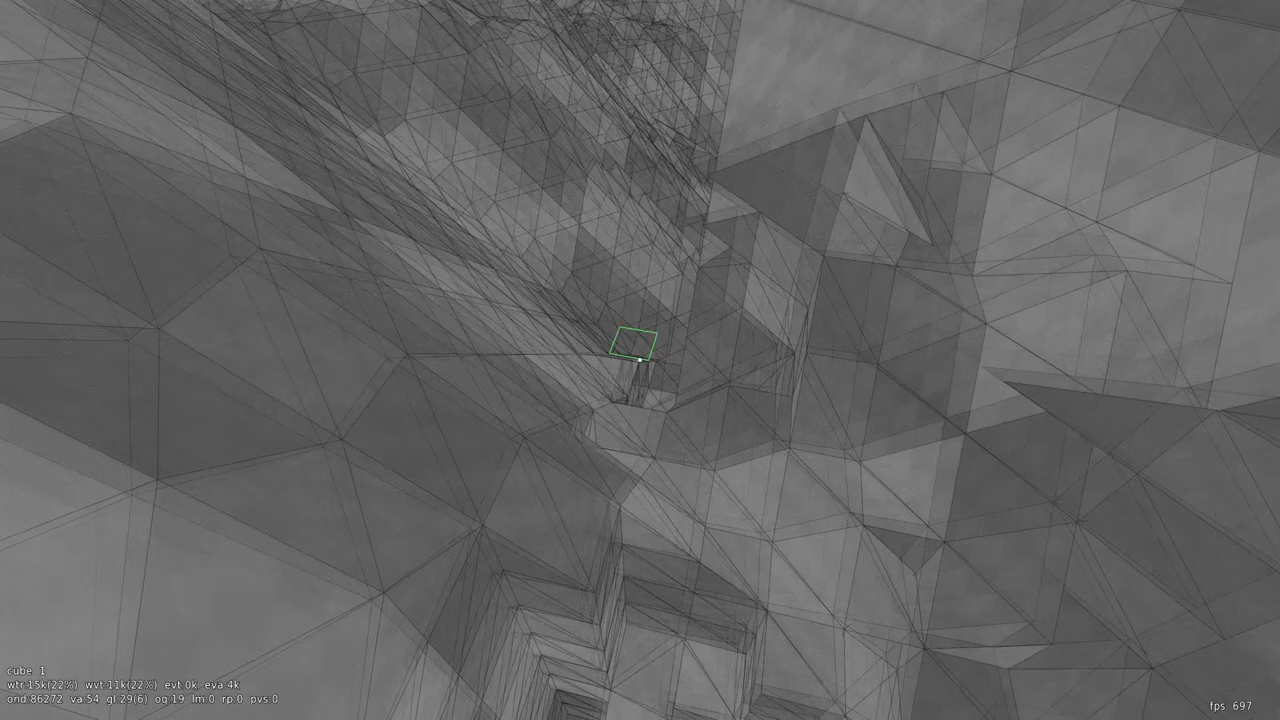 cube 1
wtr:15k(22%) wvt:11k(22%) evt:0k eva:4k
ond:86272 va:54 gl:29(6) oq:19 lm:0 rp:0 pvs:0
fps 697